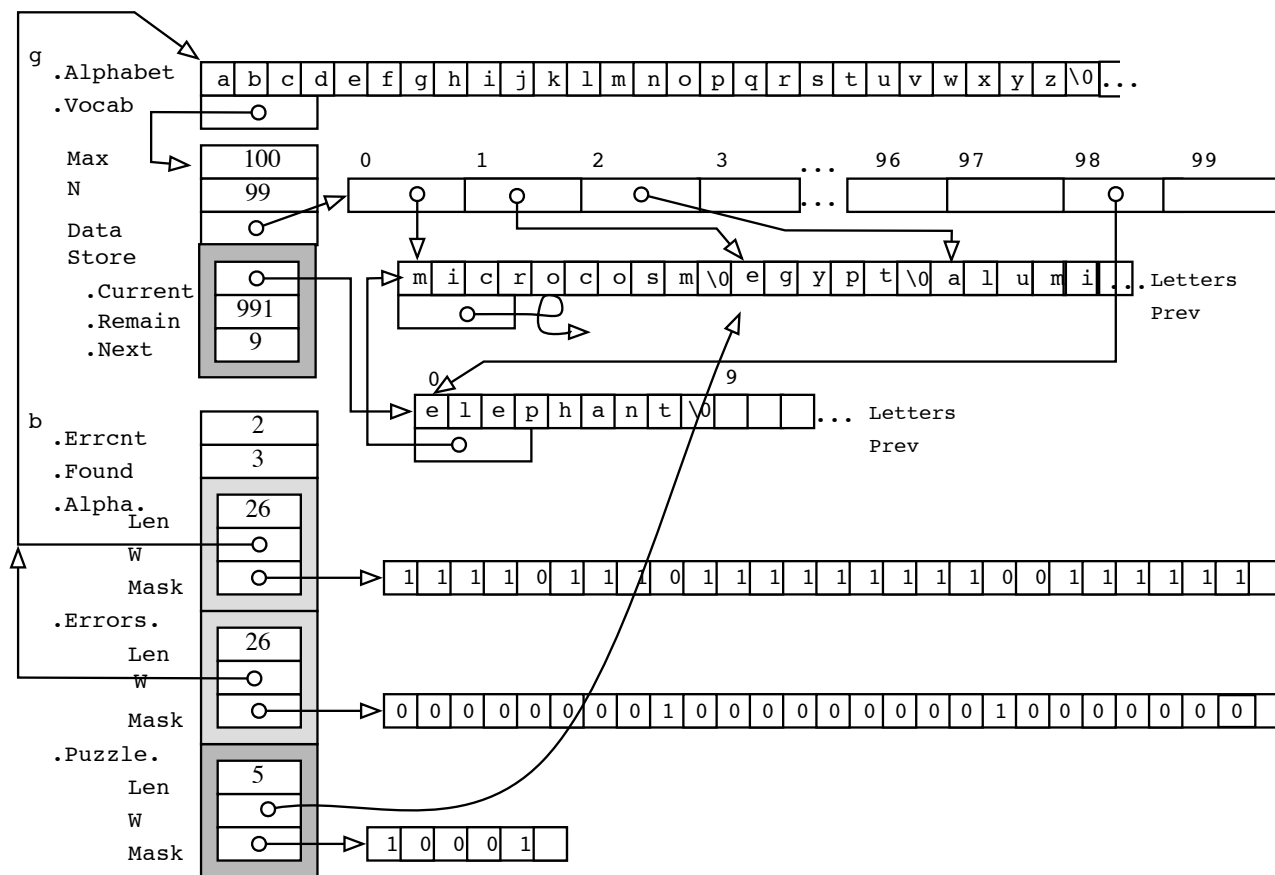 g
.Alphabet a b c d e f g h i j k l m n o p q r s t u v w x y z \0 ...
.Vocab
Max 100 0 1 2 3 ... 96 97 98 99
N 99 ...
Data
Store
m i c r o c o s m \0 e g y p t \0 a l u m i ... Letters
.Current
.Remain 991 Prev
.Next 9
0 9
e l e p h a n t \0 ... Letters
b
.Errcnt 2 Prev
.Found 3
.Alpha.
Len 26
W
Mask 1 1 1 1 0 1 1 1 0 1 1 1 1 1 1 1 1 1 0 0 1 1 1 1 1 1
.Errors.
Len 26
W
Mask 0 0 0 0 0 0 0 0 1 0 0 0 0 0 0 0 0 0 1 0 0 0 0 0 0 0
.Puzzle.
Len 5
W
Mask 1 0 0 0 1